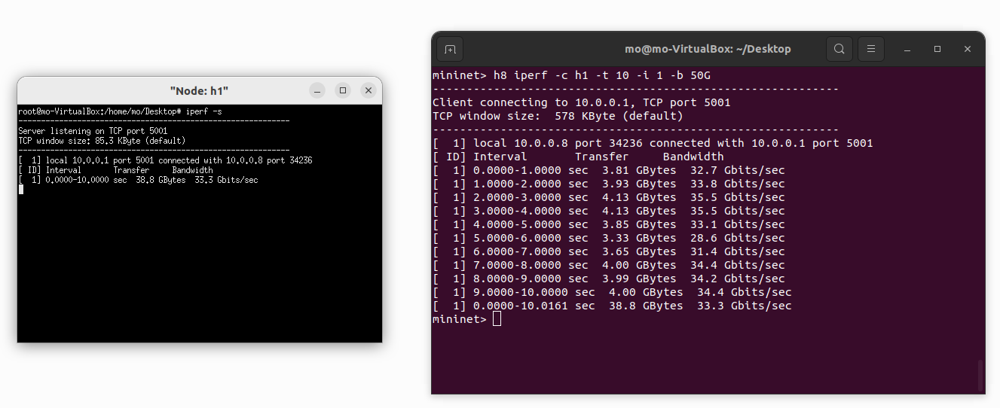 "Node: h1"
root@mo-VirtualBox:/home/mo/Desktop# iperf -s
------------------------------------------------------------
Server listening on TCP port 5001
TCP window size: 85.3 KByte (default)
------------------------------------------------------------
[  1] local 10.0.0.1 port 5001 connected with 10.0.0.8 port 34236
[ ID] Interval       Transfer     Bandwidth
[  1] 0.0000-10.0000 sec  38.8 GBytes  33.3 Gbits/sec
mo@mo-VirtualBox: ~/Desktop
mininet> h8 iperf -c h1 -t 10 -i 1 -b 50G
------------------------------------------------------------
Client connecting to 10.0.0.1, TCP port 5001
TCP window size:  578 KByte (default)
------------------------------------------------------------
[  1] local 10.0.0.8 port 34236 connected with 10.0.0.1 port 5001
[ ID] Interval       Transfer     Bandwidth
[  1] 0.0000-1.0000 sec  3.81 GBytes  32.7 Gbits/sec
[  1] 1.0000-2.0000 sec  3.93 GBytes  33.8 Gbits/sec
[  1] 2.0000-3.0000 sec  4.13 GBytes  35.5 Gbits/sec
[  1] 3.0000-4.0000 sec  4.13 GBytes  35.5 Gbits/sec
[  1] 4.0000-5.0000 sec  3.85 GBytes  33.1 Gbits/sec
[  1] 5.0000-6.0000 sec  3.33 GBytes  28.6 Gbits/sec
[  1] 6.0000-7.0000 sec  3.65 GBytes  31.4 Gbits/sec
[  1] 7.0000-8.0000 sec  4.00 GBytes  34.4 Gbits/sec
[  1] 8.0000-9.0000 sec  3.99 GBytes  34.2 Gbits/sec
[  1] 9.0000-10.0000 sec  4.00 GBytes  34.4 Gbits/sec
[  1] 0.0000-10.0161 sec  38.8 GBytes  33.3 Gbits/sec
mininet>